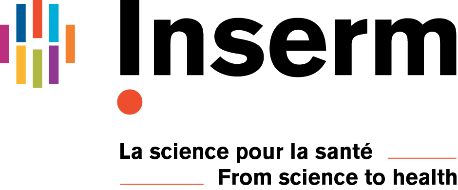 Inserm
La science pour la santé
From science to health